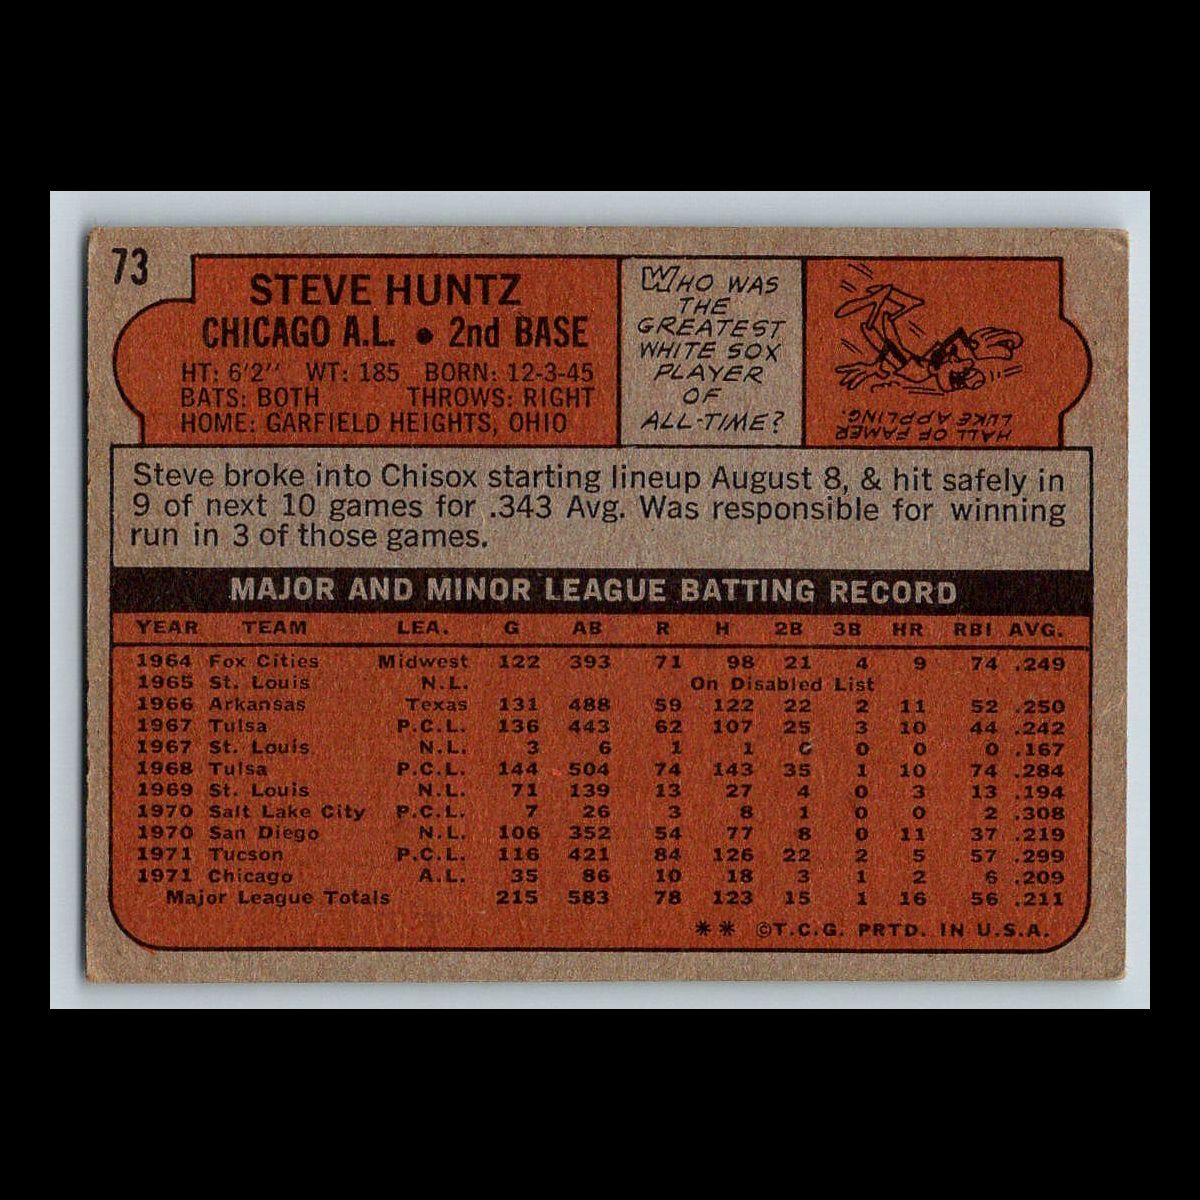 73
STEVE HUNTZ
CHICAGO A.L. • 2nd BASE
HT: 6'2'' WT: 185 BORN: 12-3-45
BATS: BOTH THROWS: RIGHT
HOME: GARFIELD HEIGHTS, OHIO
WHO WAS
THE
GREATEST
WHITE SOX
PLAYER
OF
ALL-TIME?
HALL OF FAMER
LUKE APPLING.
Steve broke into Chisox starting lineup August 8, & hit safely in
9 of next 10 games for .343 Avg. Was responsible for winning
run in 3 of those games.
MAJOR AND MINOR LEAGUE BATTING RECORD
YEAR TEAM LEA. G AB R H 2B 3B HR RBI AVG.
1964 Fox Cities Midwest 122 393 71 98 21 4 9 74 .249
1965 St. Louis N.L. On Disabled List
1966 Arkansas Texas 131 488 59 122 22 2 11 52 .250
1967 Tulsa P.C.L. 136 443 62 107 25 3 10 44 .242
1967 St. Louis N.L. 3 6 1 1 0 0 0 0 .167
1968 Tulsa P.C.L. 144 504 74 143 35 1 10 74 .284
1969 St. Louis N.L. 71 139 13 27 4 0 3 13 .194
1970 Salt Lake City P.C.L. 7 26 3 8 1 0 0 2 .308
1970 San Diego N.L. 106 352 54 77 8 0 11 37 .219
1971 Tucson P.C.L. 116 421 84 126 22 2 5 57 .299
1971 Chicago A.L. 35 86 10 18 3 1 2 6 .209
Major League Totals 215 583 78 123 15 1 16 56 .211
** ©T.C.G. PRTD. IN U.S.A.